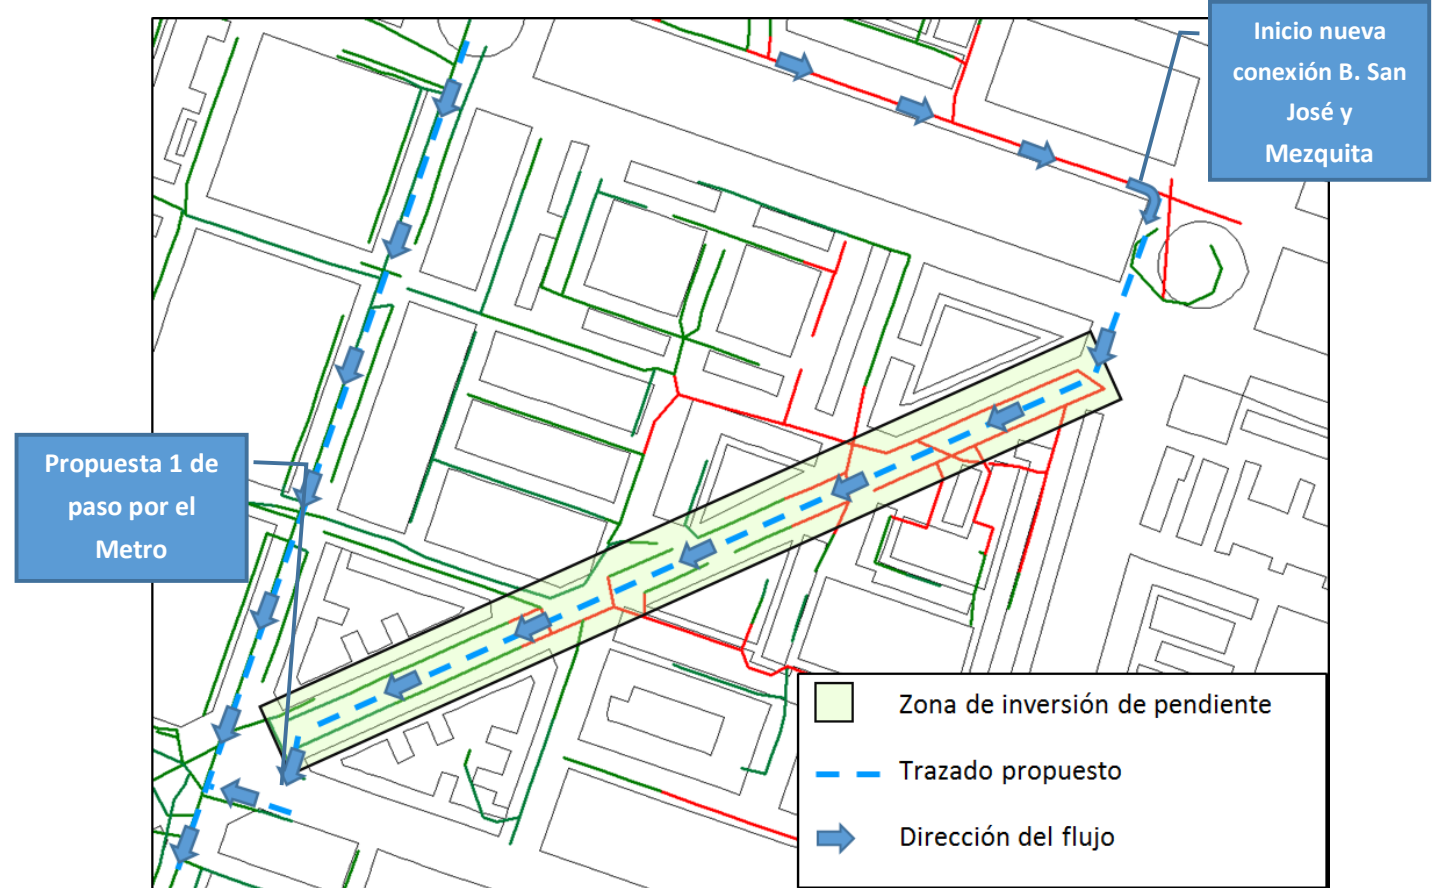 Inicio nueva
conexión B. San
José y
Mezquita
Propuesta 1 de
paso por el
Metro
Zona de inversión de pendiente
Trazado propuesto
Dirección del flujo